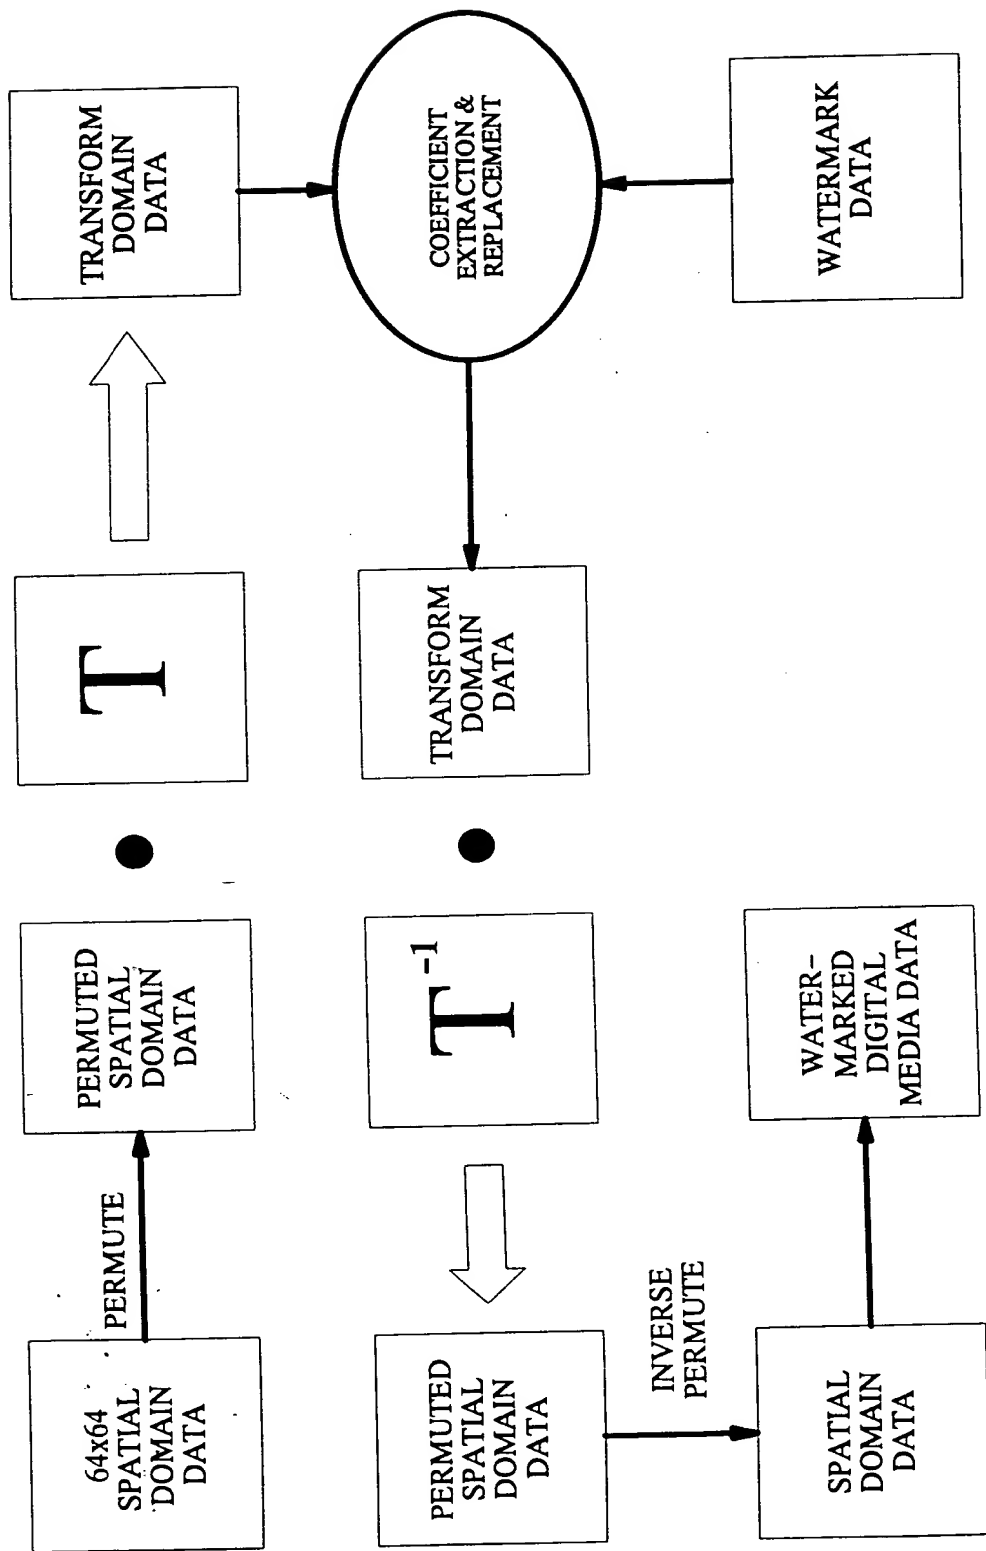 64x64
SPATIAL
DOMAIN
DATA
PERMUTE
PERMUTED
SPATIAL
DOMAIN
DATA
T
TRANSFORM
DOMAIN
DATA
COEFFICIENT
EXTRACTION &
REPLACEMENT
WATERMARK
DATA
TRANSFORM
DOMAIN
DATA
T-1
PERMUTED
SPATIAL
DOMAIN
DATA
INVERSE
PERMUTE
SPATIAL
DOMAIN
DATA
WATER-
MARKED
DIGITAL
MEDIA DATA